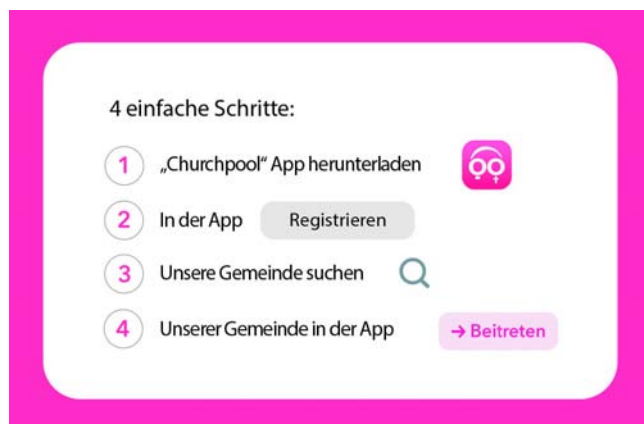 4 einfache Schritte:
1 „Churchpool“ App herunterladen
2 In der App Registrieren
3 Unsere Gemeinde suchen
4 Unserer Gemeinde in der App → Beitreten